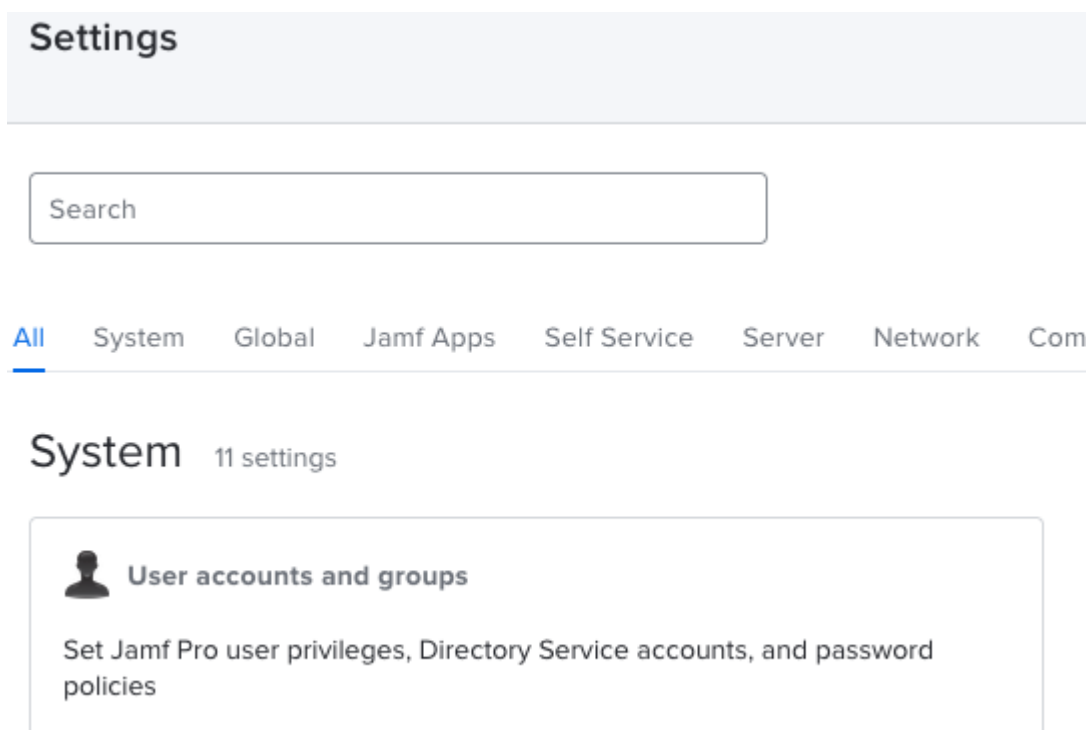 Settings
Search
All System Global Jamf Apps Self Service Server Network Com
System 11 settings
User accounts and groups
Set Jamf Pro user privileges, Directory Service accounts, and password
policies